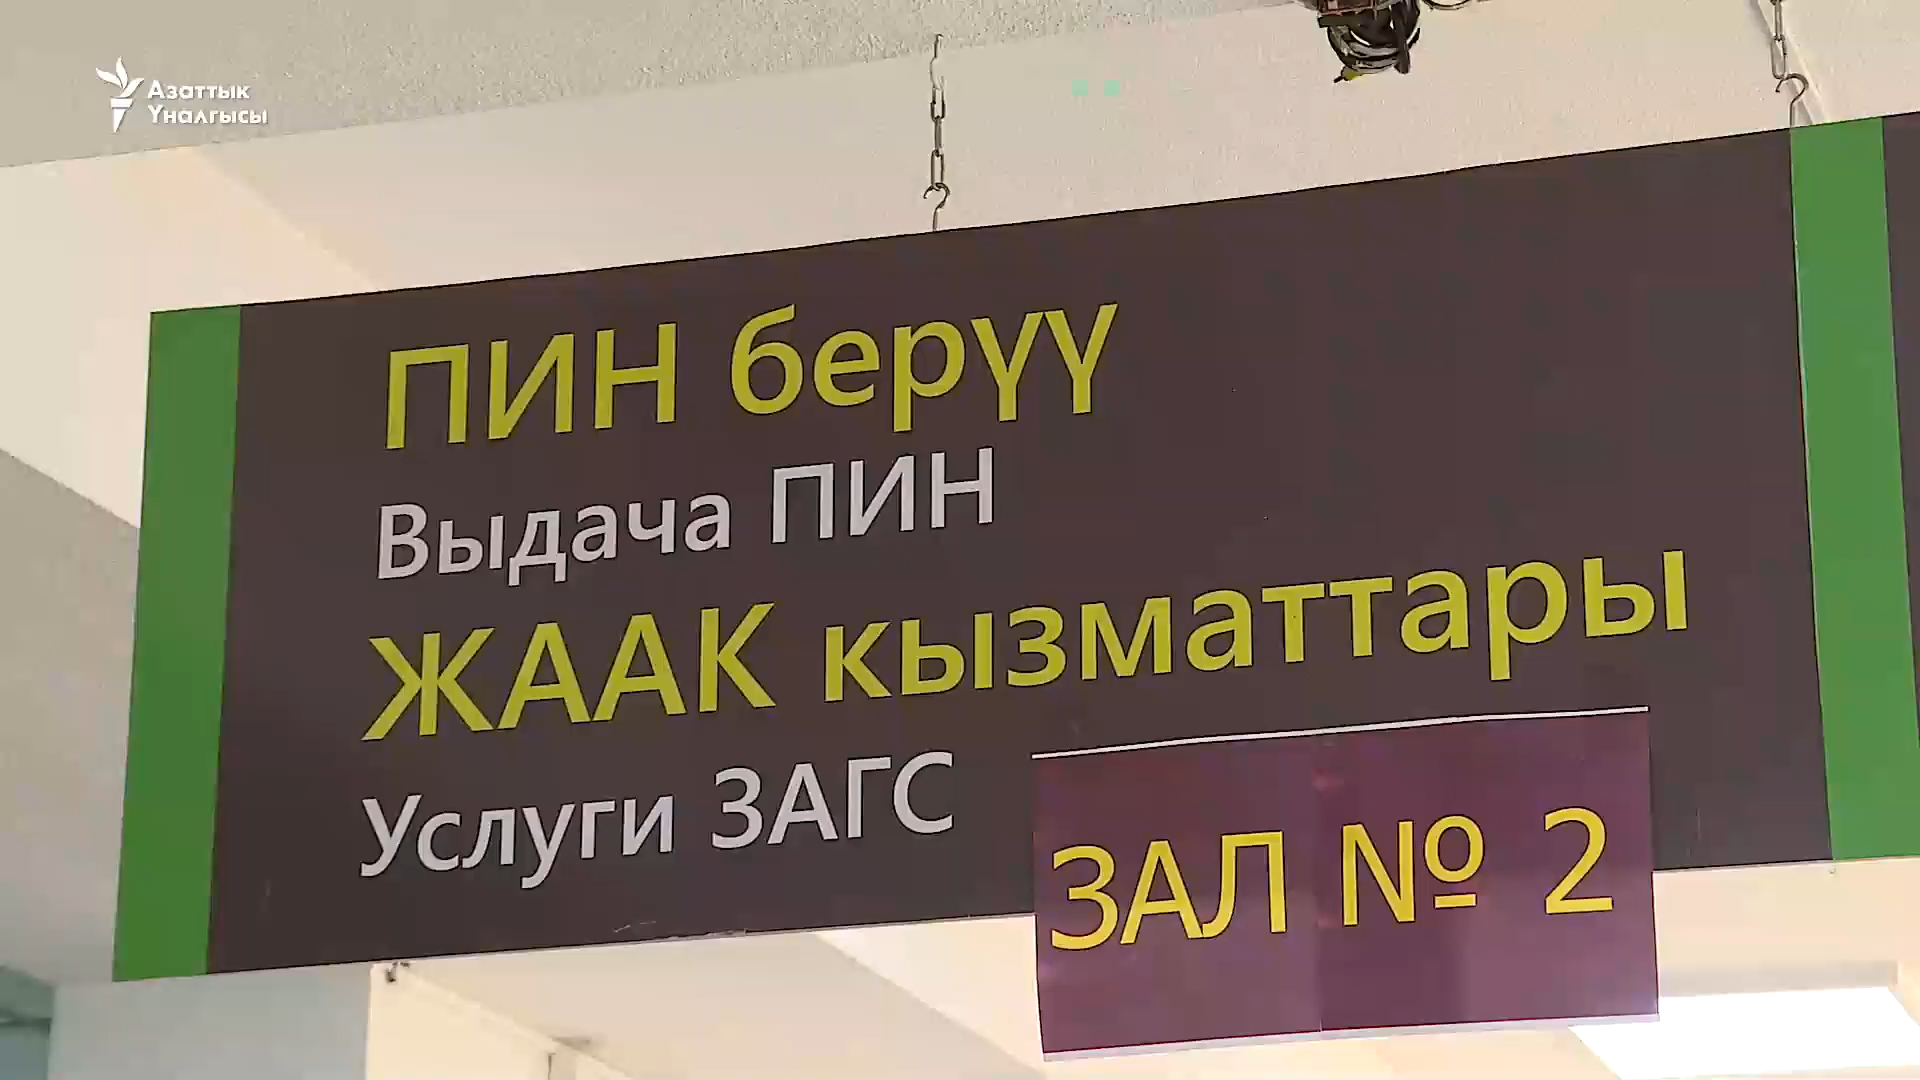 Азаттык
Үналгысы
ПИН берүү
Выдача ПИН
ЖААК кызматтары
Услуги ЗАГС
ЗАЛ № 2